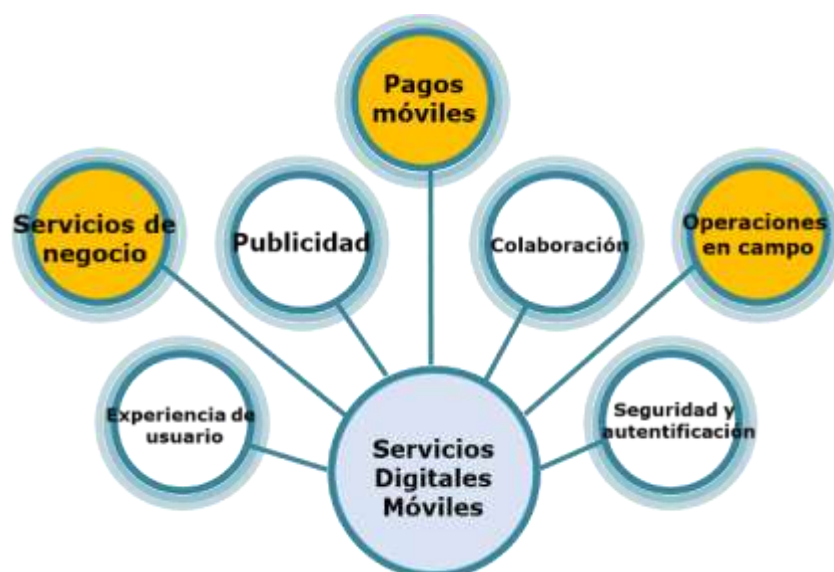 Pagos
móviles
Servicios de
negocio
Publicidad
Colaboración
Operaciones
en campo
Experiencia de
usuario
Seguridad y
autentificación
Servicios
Digitales
Móviles